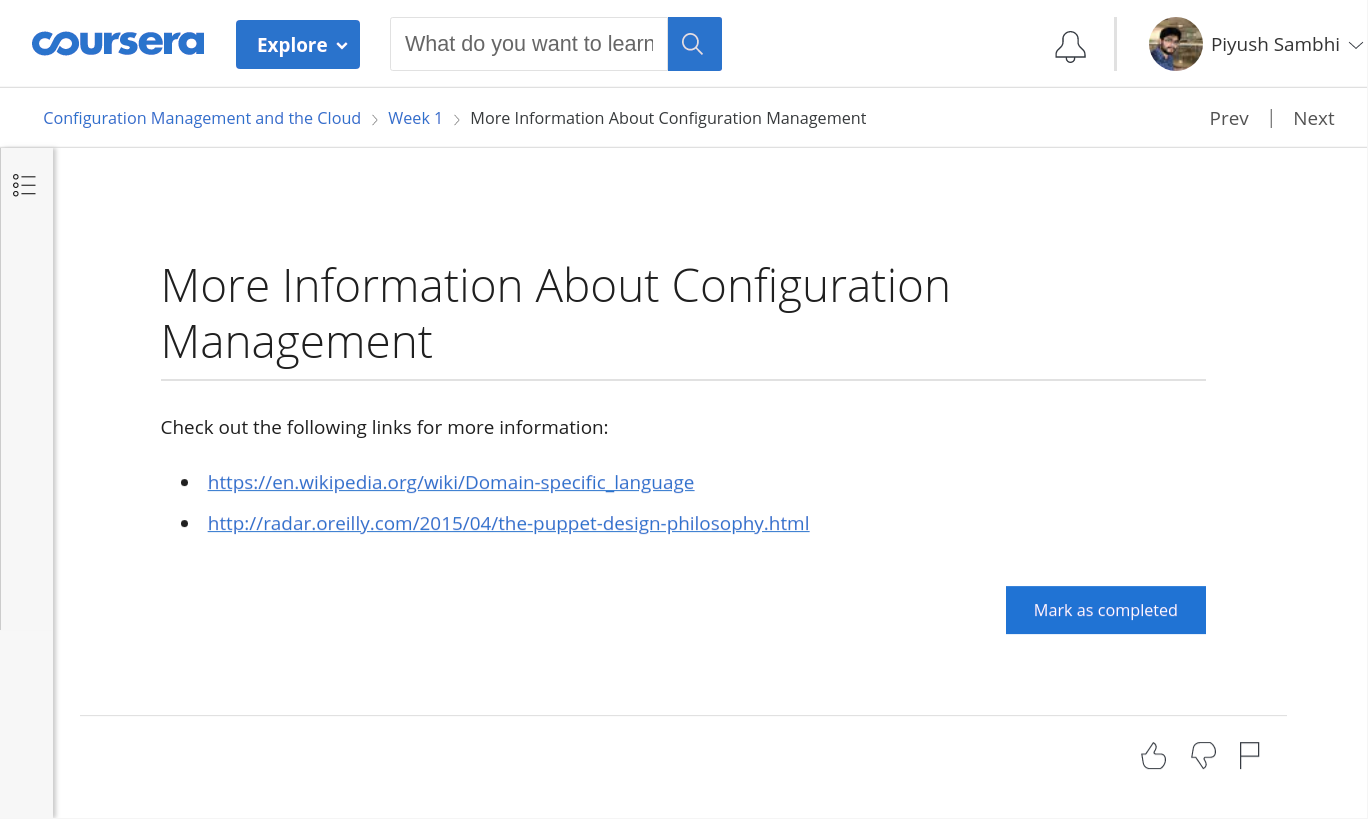 coursera
Explore
What do you want to learn
Piyush Sambhi
Configuration Management and the Cloud
Week 1
More Information About Configuration Management
Prev
Next
More Information About Configuration
Management
Check out the following links for more information:
https://en.wikipedia.org/wiki/Domain-specific_language
http://radar.oreilly.com/2015/04/the-puppet-design-philosophy.html
Mark as completed